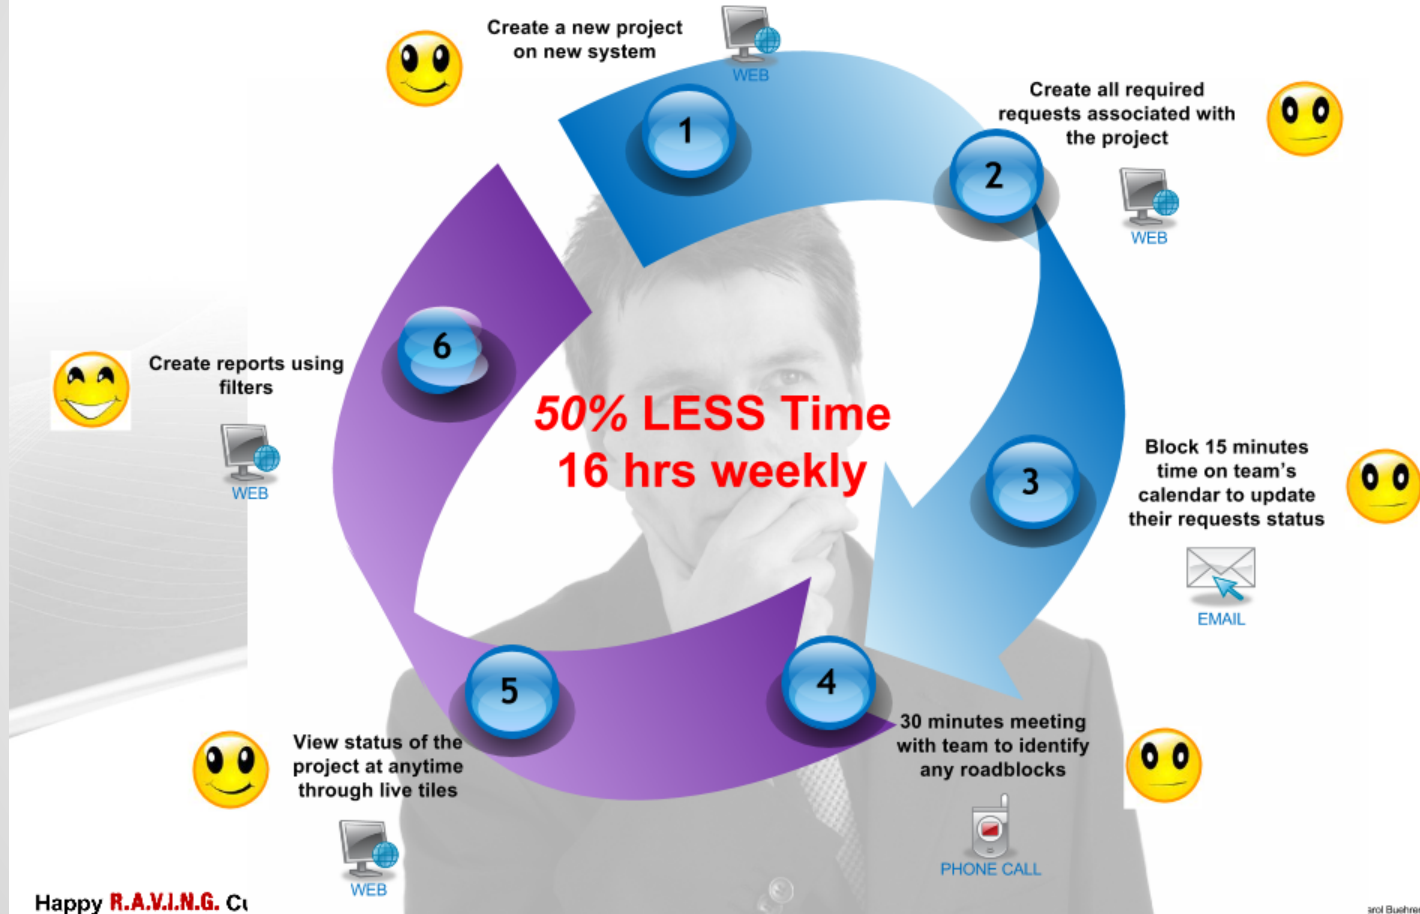 Create a new project
on new system
WEB
1
Create all required
requests associated with
the project
WEB
2
Block 15 minutes
time on team's
calendar to update
their requests status
EMAIL
3
30 minutes meeting
with team to identify
any roadblocks
PHONE CALL
4
View status of the
project at anytime
through live tiles
WEB
5
Create reports using
filters
WEB
6
50% LESS Time
16 hrs weekly
Happy R.A.V.I.N.G.